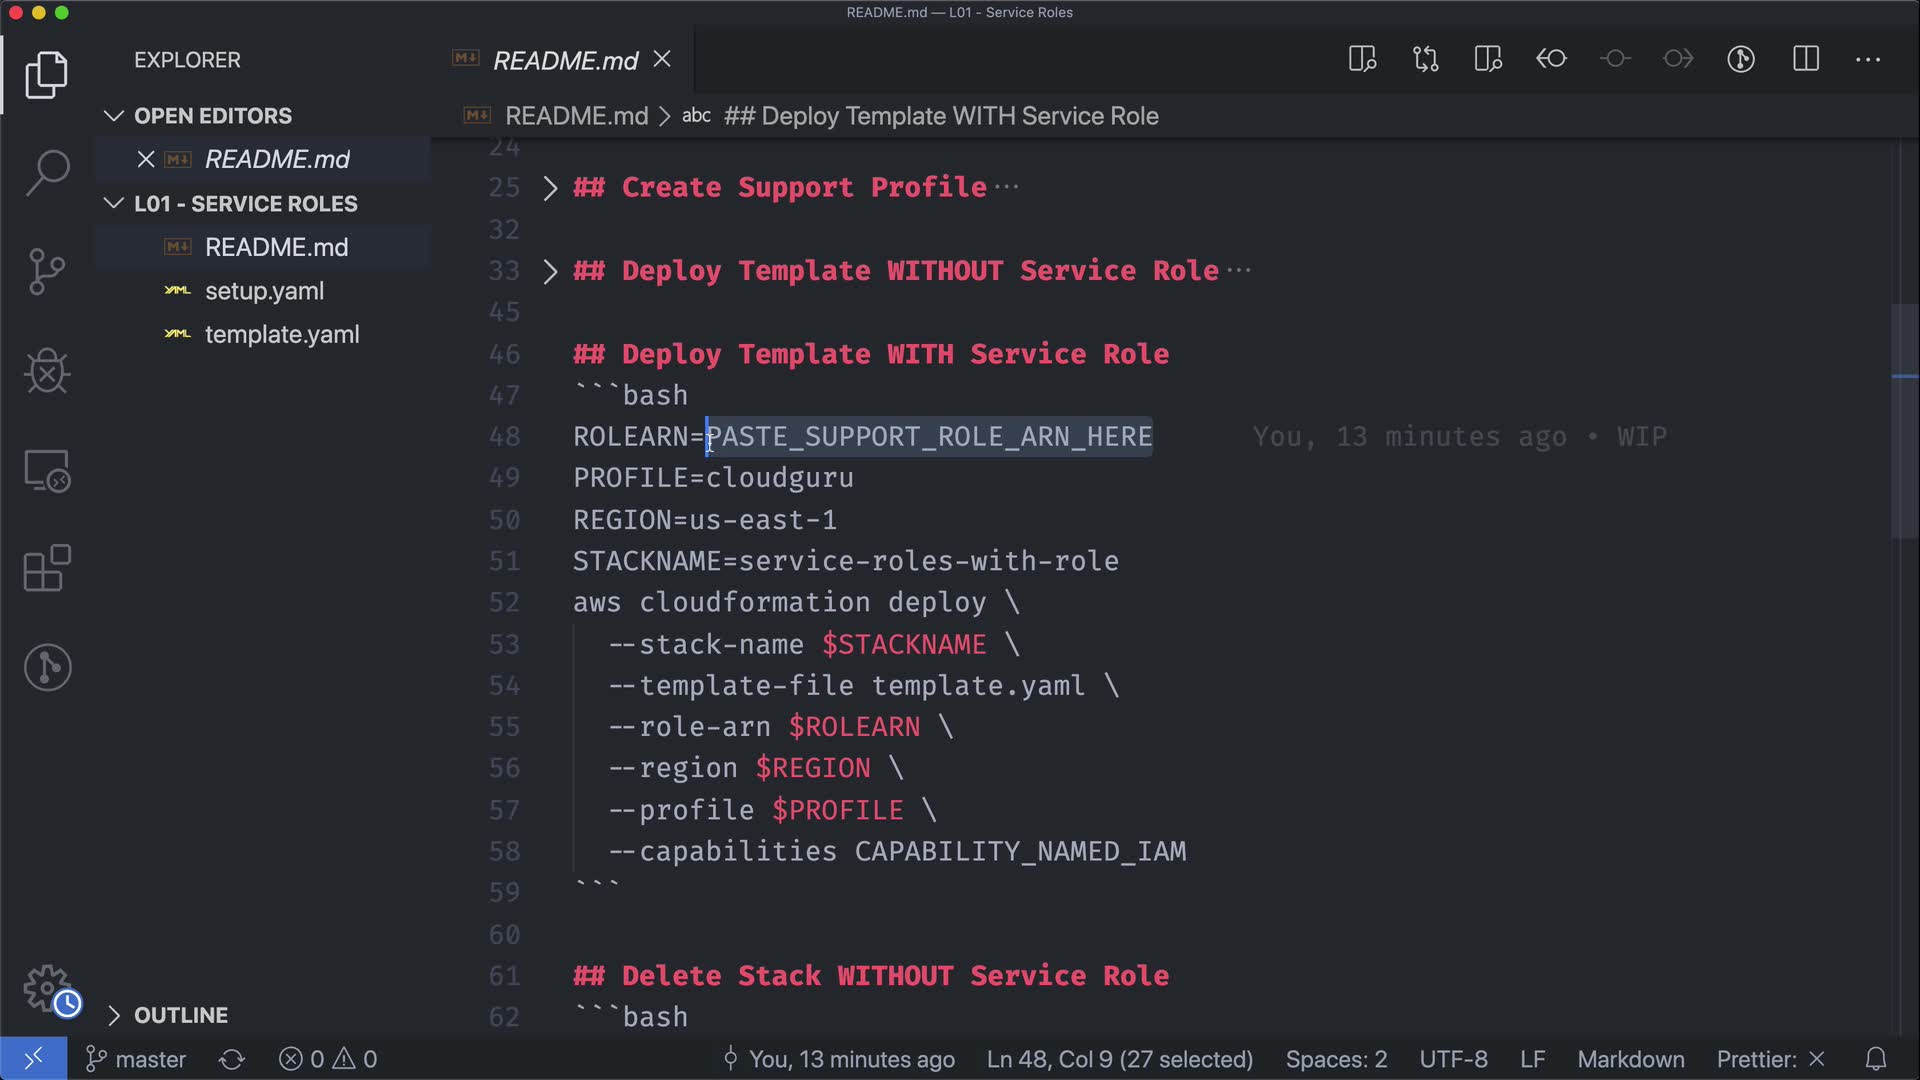 README.md — L01 - Service Roles
EXPLORER
OPEN EDITORS
README.md
L01 - SERVICE ROLES
README.md
setup.yaml
template.yaml
OUTLINE
README.md
README.md > abc ## Deploy Template WITH Service Role
24
25 ## Create Support Profile ···
32
33 ## Deploy Template WITHOUT Service Role ···
45
46 ## Deploy Template WITH Service Role
47 ```bash
48 ROLEARN=PASTE_SUPPORT_ROLE_ARN_HERE You, 13 minutes ago • WIP
49 PROFILE=cloudguru
50 REGION=us-east-1
51 STACKNAME=service-roles-with-role
52 aws cloudformation deploy \
53 --stack-name $STACKNAME \
54 --template-file template.yaml \
55 --role-arn $ROLEARN \
56 --region $REGION \
57 --profile $PROFILE \
58 --capabilities CAPABILITY_NAMED_IAM
59 ```
60
61 ## Delete Stack WITHOUT Service Role
62 ```bash
master 0 0 You, 13 minutes ago Ln 48, Col 9 (27 selected) Spaces: 2 UTF-8 LF Markdown Prettier: ×